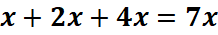 x + 2x + 4x = 7x